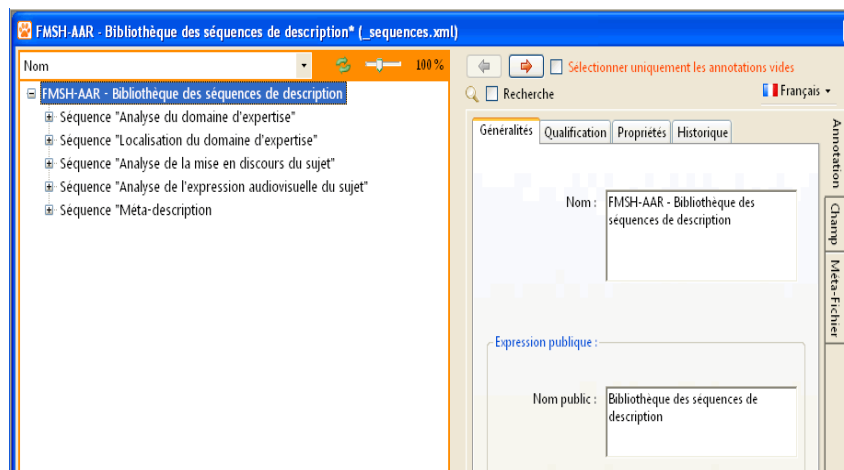 FMSH-AAR - Bibliothèque des séquences de description* (_sequences.xml)
Nom
100 %
FMSH-AAR - Bibliothèque des séquences de description
Séquence "Analyse du domaine d'expertise"
Séquence "Localisation du domaine d'expertise"
Séquence "Analyse de la mise en discours du sujet"
Séquence "Analyse de l'expression audiovisuelle du sujet"
Séquence "Méta-description
Sélectionner uniquement les annotations vides
Recherche
Français
Généralités Qualification Propriétés Historique
Nom :
FMSH-AAR - Bibliothèque des
séquences de description
Expression publique :
Nom public :
Bibliothèque des séquences de
description
Annotation
Champ
Méta-Fichier